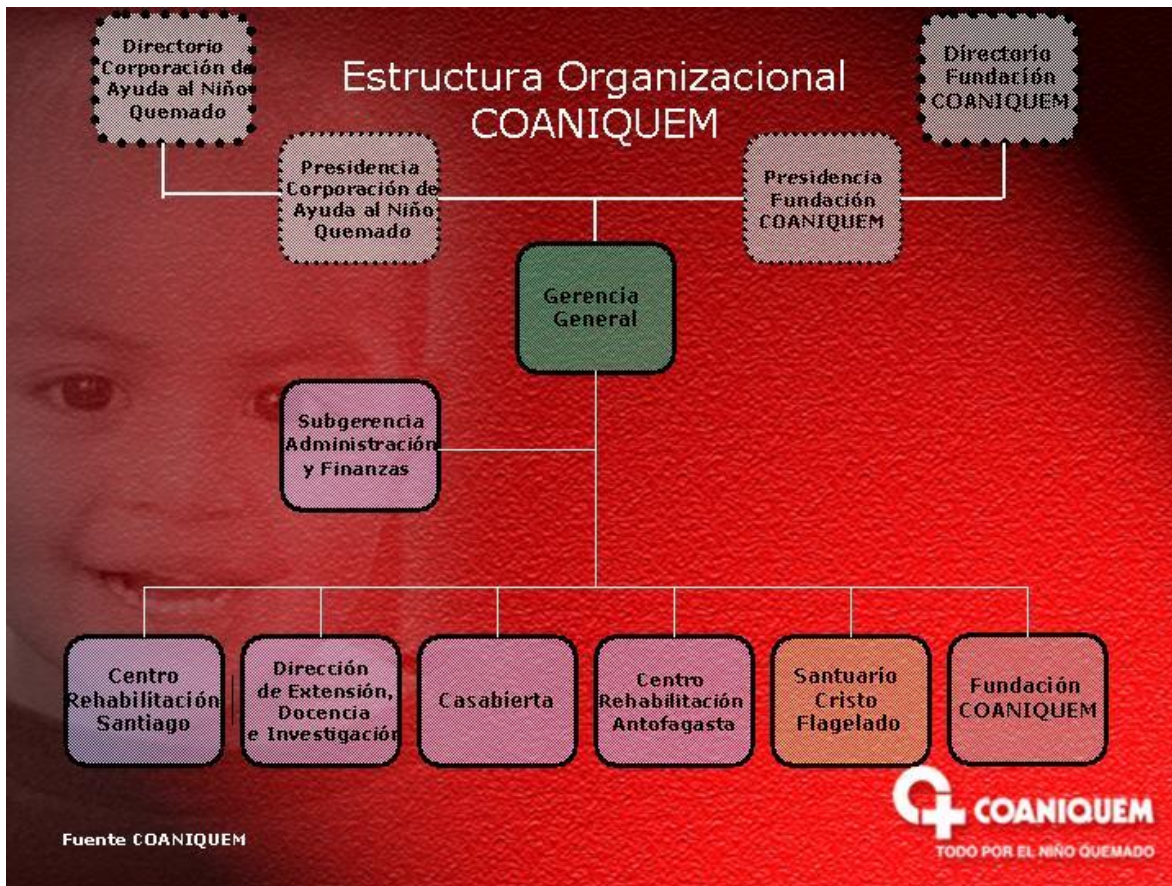 Directorio
Corporación de
Ayuda al Niño
Quemado
Estructura Organizacional
COANIQUEM
Directorio
Fundación
COANIQUEM
Presidencia
Corporación de
Ayuda al Niño
Quemado
Presidencia
Fundación
COANIQUEM
Gerencia
General
Subgerencia
Administración
y Finanzas
Centro
Rehabilitación
Santiago
Dirección
de Extensión,
Docencia
e Investigación
Casabierta
Centro
Rehabilitación
Antofagasta
Santuario
Cristo
Flagelado
Fundación
COANIQUEM
Fuente COANIQUEM
COANIQUEM
TODO POR EL NIÑO QUEMADO